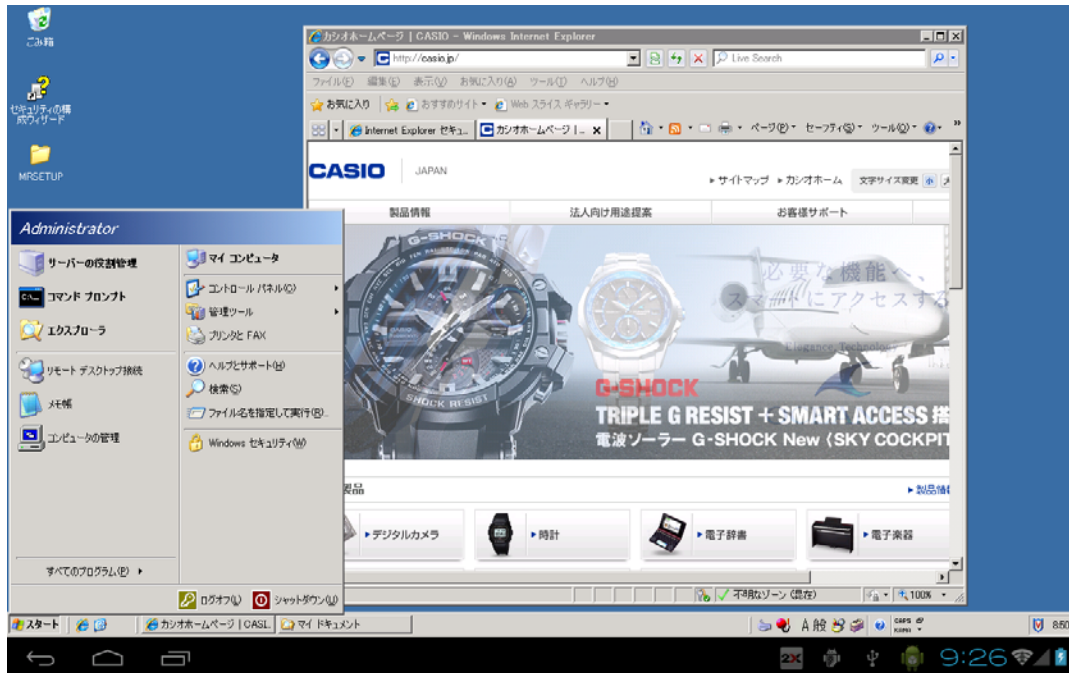 ごみ箱
セキュリティの構
成ウィザード
MRSETUP
カシオホームページ | CASIO - Windows Internet Explorer
http://casio.jp/
Live Search
ファイル(F) 編集(E) 表示(V) お気に入り(A) ツール(T) ヘルプ(H)
お気に入り おすすめサイト Web スライス ギャラリー
Internet Explorer セキュ... カシオホームページ | ... ページ(P) セーフティ(S) ツール(O)
CASIO JAPAN
サイトマップ カシオホーム 文字サイズ変更 小
製品情報 法人向け用途提案 お客様サポート
G-SHOCK
必要な機能へ、
スマートにアクセスする
SHOCK RESIST
G-SHOCK
TRIPLE G RESIST + SMART ACCESS 搭
電波ソーラー G-SHOCK New (SKY COCKPIT
製品
デジタルカメラ 時計 電子辞書 電子楽器
不明なゾーン (混在) 100%
Administrator
サーバーの役割管理
コマンド プロンプト
エクスプローラ
リモート デスクトップ接続
メモ帳
コンピュータの管理
すべてのプログラム(P)
マイ コンピュータ
コントロール パネル(C)
管理ツール
プリンタと FAX
ヘルプとサポート(H)
検索(S)
ファイル名を指定して実行(R)...
Windows セキュリティ(W)
ログオフ(L) シャットダウン(U)
スタート カシオホームページ | CASI... マイ ドキュメント A 般 CAPS KANA 8:50
2X 9:26